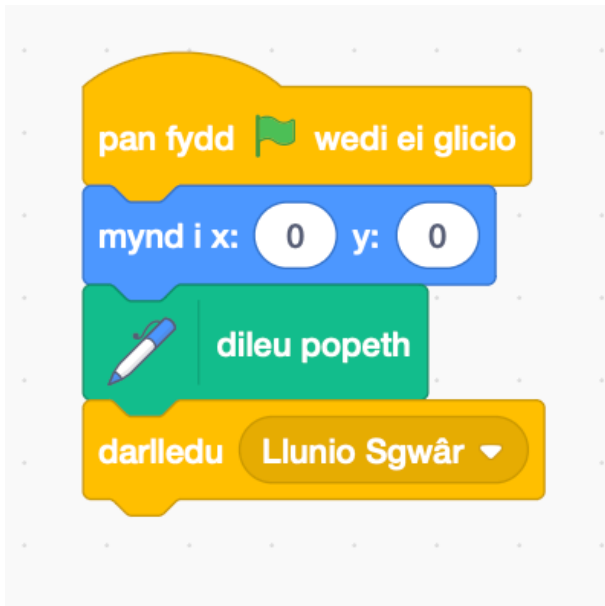 pan fydd wedi ei glicio
mynd i x: 0 y: 0
dileu popeth
darlledu Llunio Sgwâr